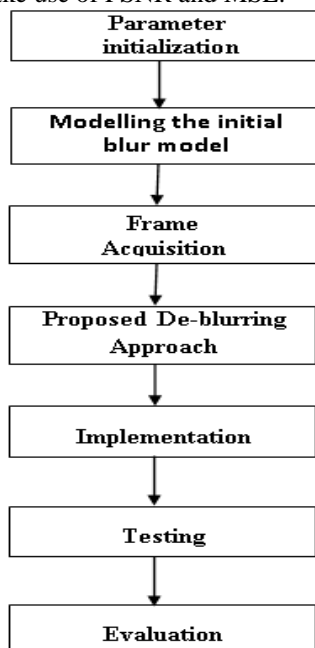 use of PSNR and MSE.
Parameter
initialization
Modelling the initial
blur model
Frame
Acquisition
Proposed De-blurring
Approach
Implementation
Testing
Evaluation